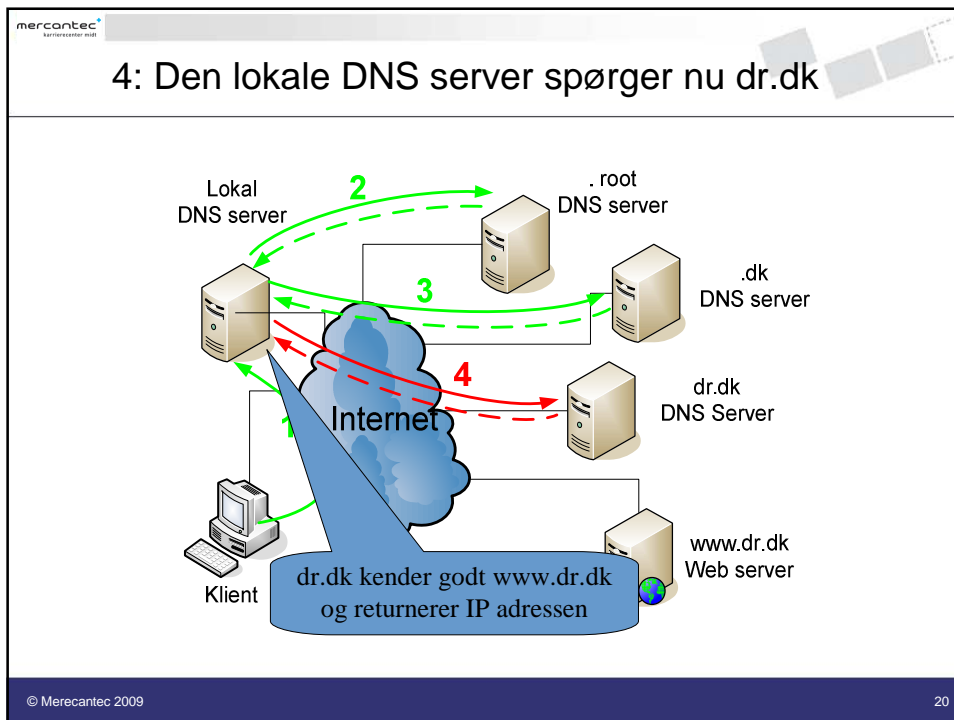 mercantec
karrierecenter midt
4: Den lokale DNS server spørger nu dr.dk
Lokal
DNS server
2
. root
DNS server
3
.dk
DNS server
4
dr.dk
DNS Server
Internet
1
Klient
www.dr.dk
Web server
dr.dk kender godt www.dr.dk
og returnerer IP adressen
© Merecantec 2009
20